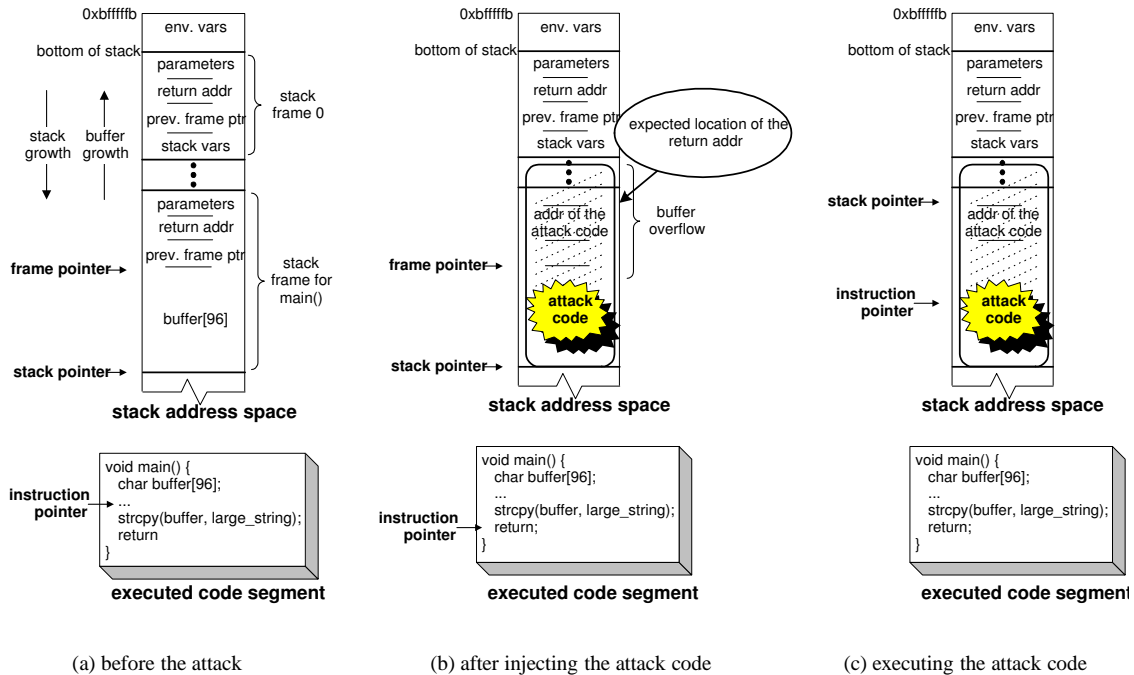 0xbfffffb
env. vars
bottom of stack
parameters
return addr
prev. frame ptr
stack vars
stack
frame 0
stack
growth
buffer
growth
parameters
return addr
prev. frame ptr
frame pointer
stack
frame for
main()
buffer[96]
stack pointer
stack address space
void main() {
char buffer[96];
...
strcpy(buffer, large_string);
return
}
instruction
pointer
executed code segment
(a) before the attack
0xbfffffb
env. vars
bottom of stack
parameters
return addr
prev. frame ptr
stack vars
expected location of the
return addr
addr of the
attack code
buffer
overflow
frame pointer
attack
code
stack pointer
stack address space
void main() {
char buffer[96];
...
strcpy(buffer, large_string);
return;
}
instruction
pointer
executed code segment
(b) after injecting the attack code
0xbfffffb
env. vars
bottom of stack
parameters
return addr
prev. frame ptr
stack vars
stack pointer
addr of the
attack code
instruction
pointer
attack
code
stack address space
void main() {
char buffer[96];
...
strcpy(buffer, large_string);
return;
}
executed code segment
(c) executing the attack code